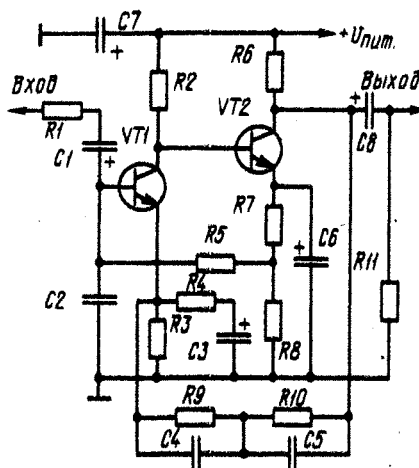 C7
+
+ Uпит.
R2
R6
Вход
Выход
R1
VT1
VT2
+
C8
C1
+
R7
R5
+
C6
C2
R4
R11
R3
+
C3
R8
R9
R10
C4
C5